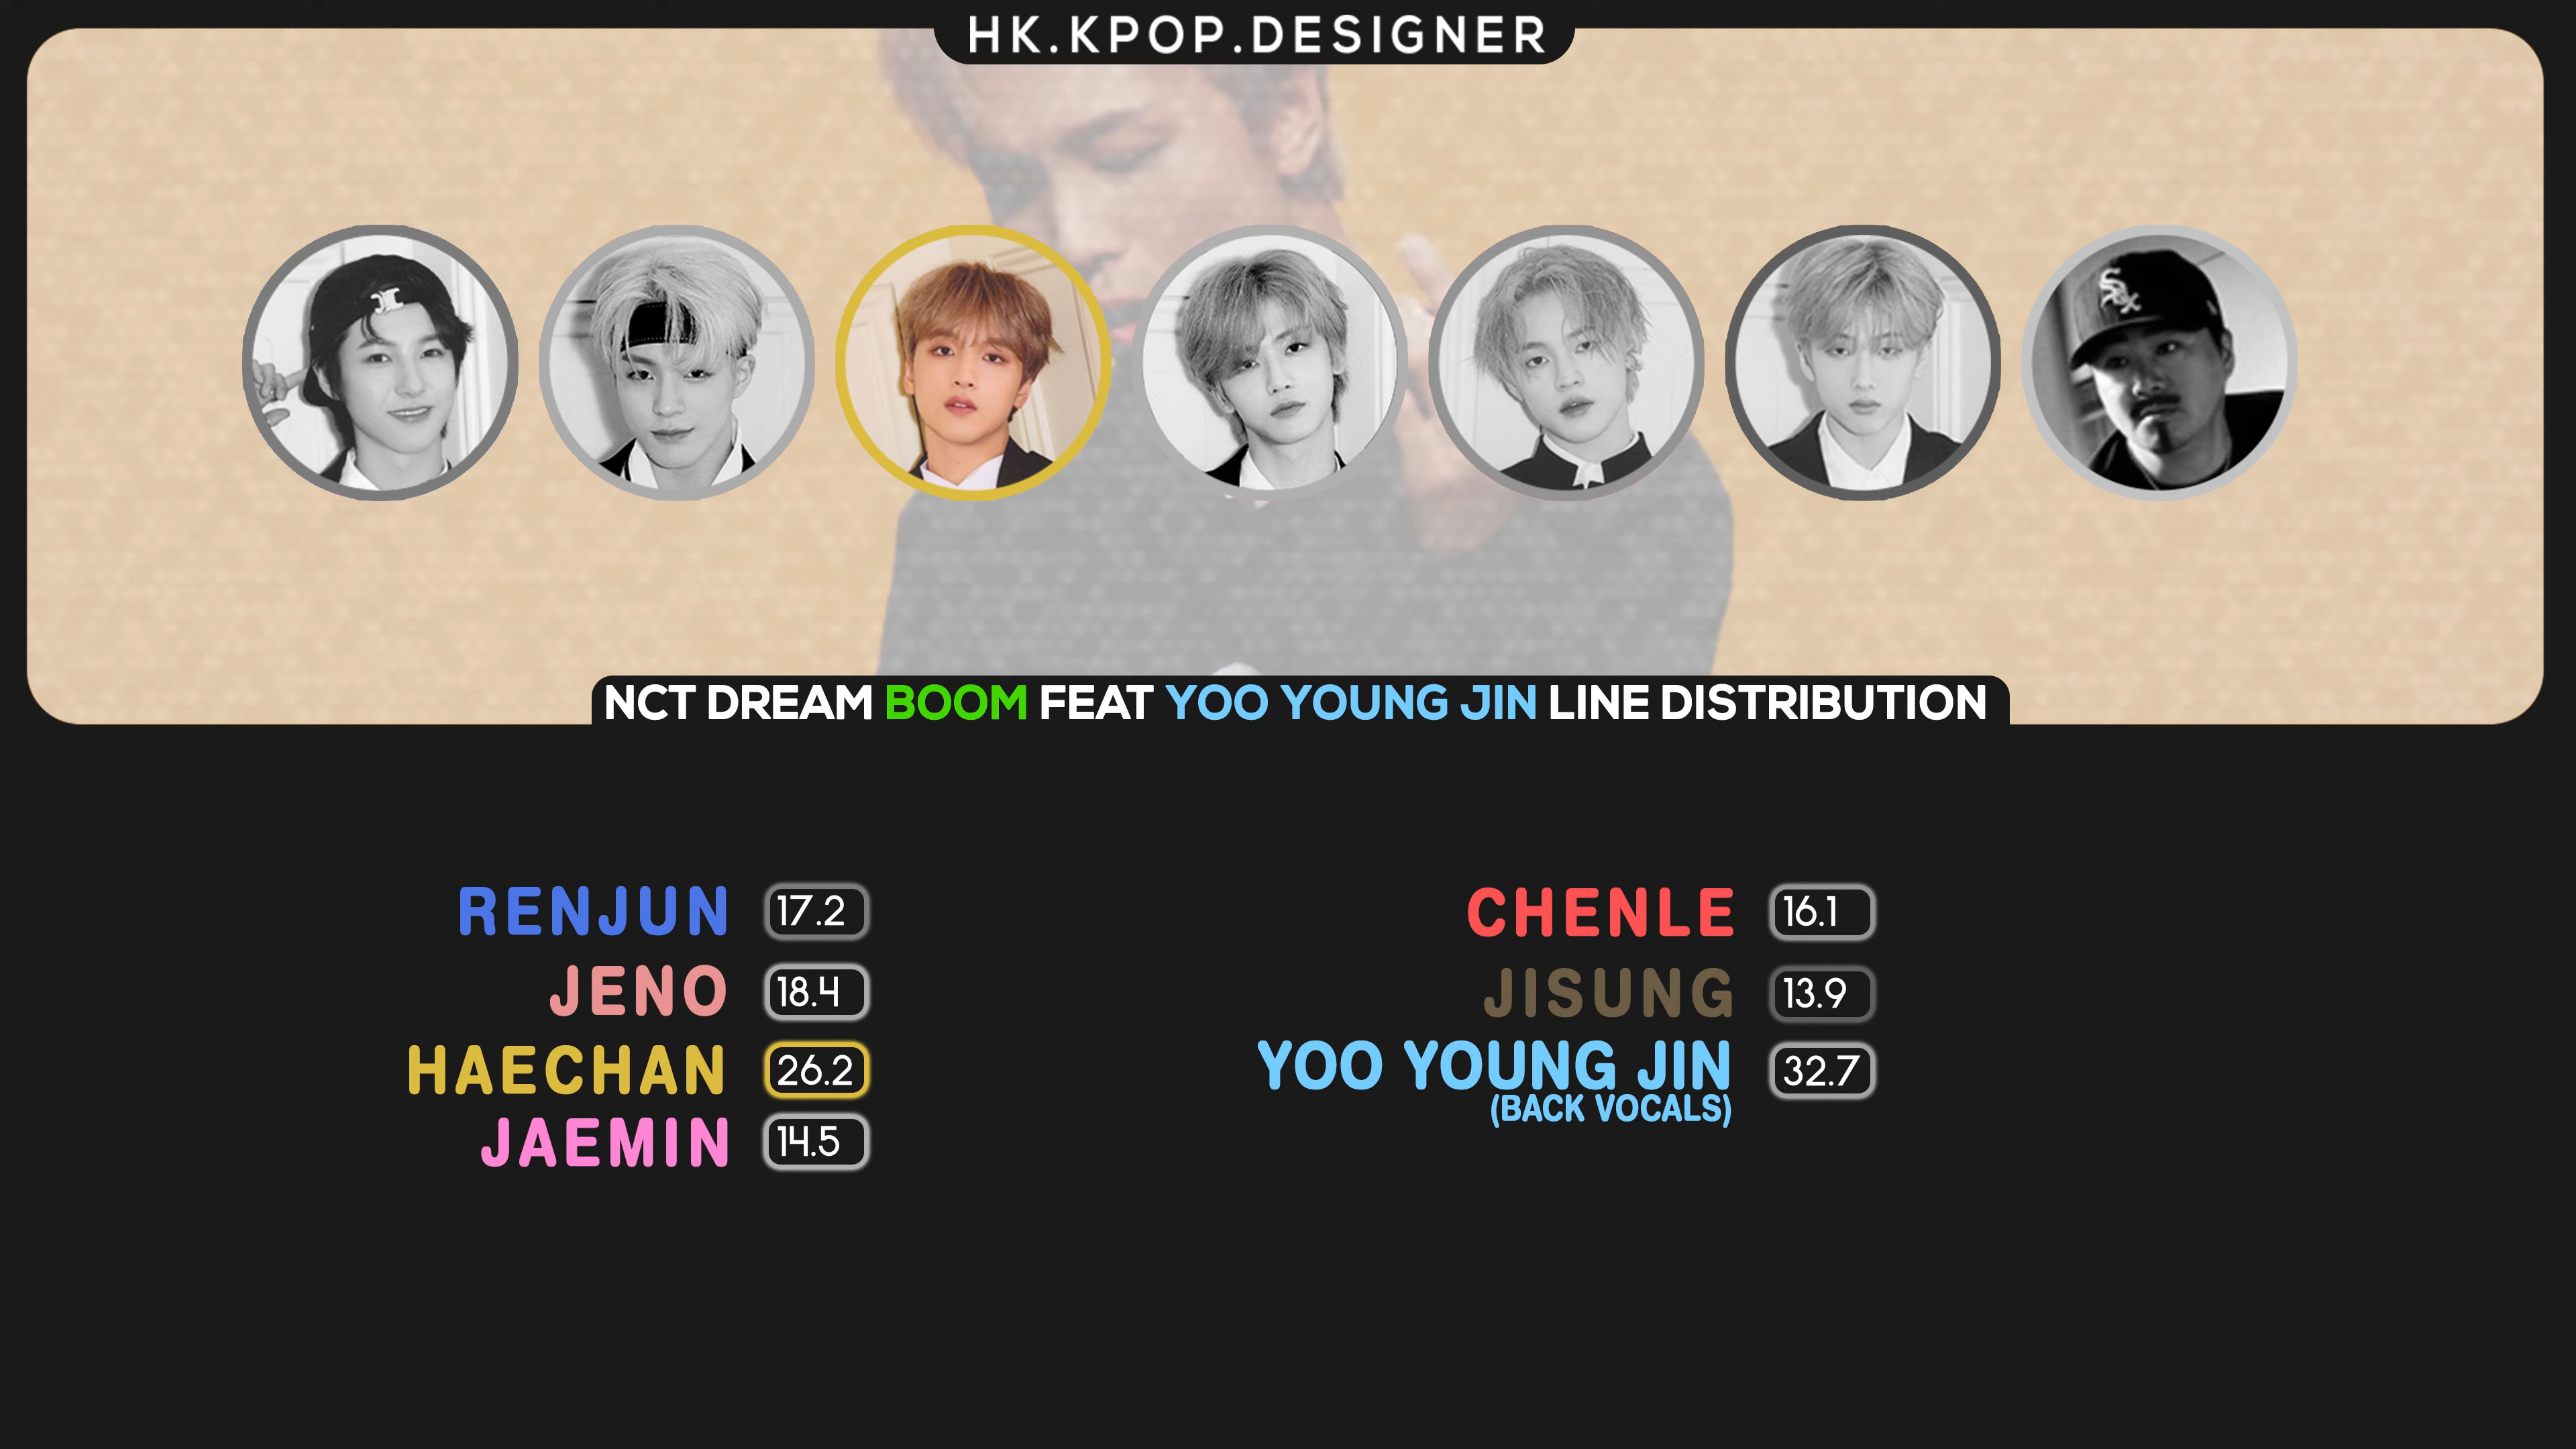 HK.KPOP.DESIGNER
NCT DREAM BOOM FEAT YOO YOUNG JIN LINE DISTRIBUTION
RENJUN 17.2
JENO 18.4
HAECHAN 26.2
JAEMIN 14.5
CHENLE 16.1
JISUNG 13.9
YOO YOUNG JIN 32.7
(BACK VOCALS)